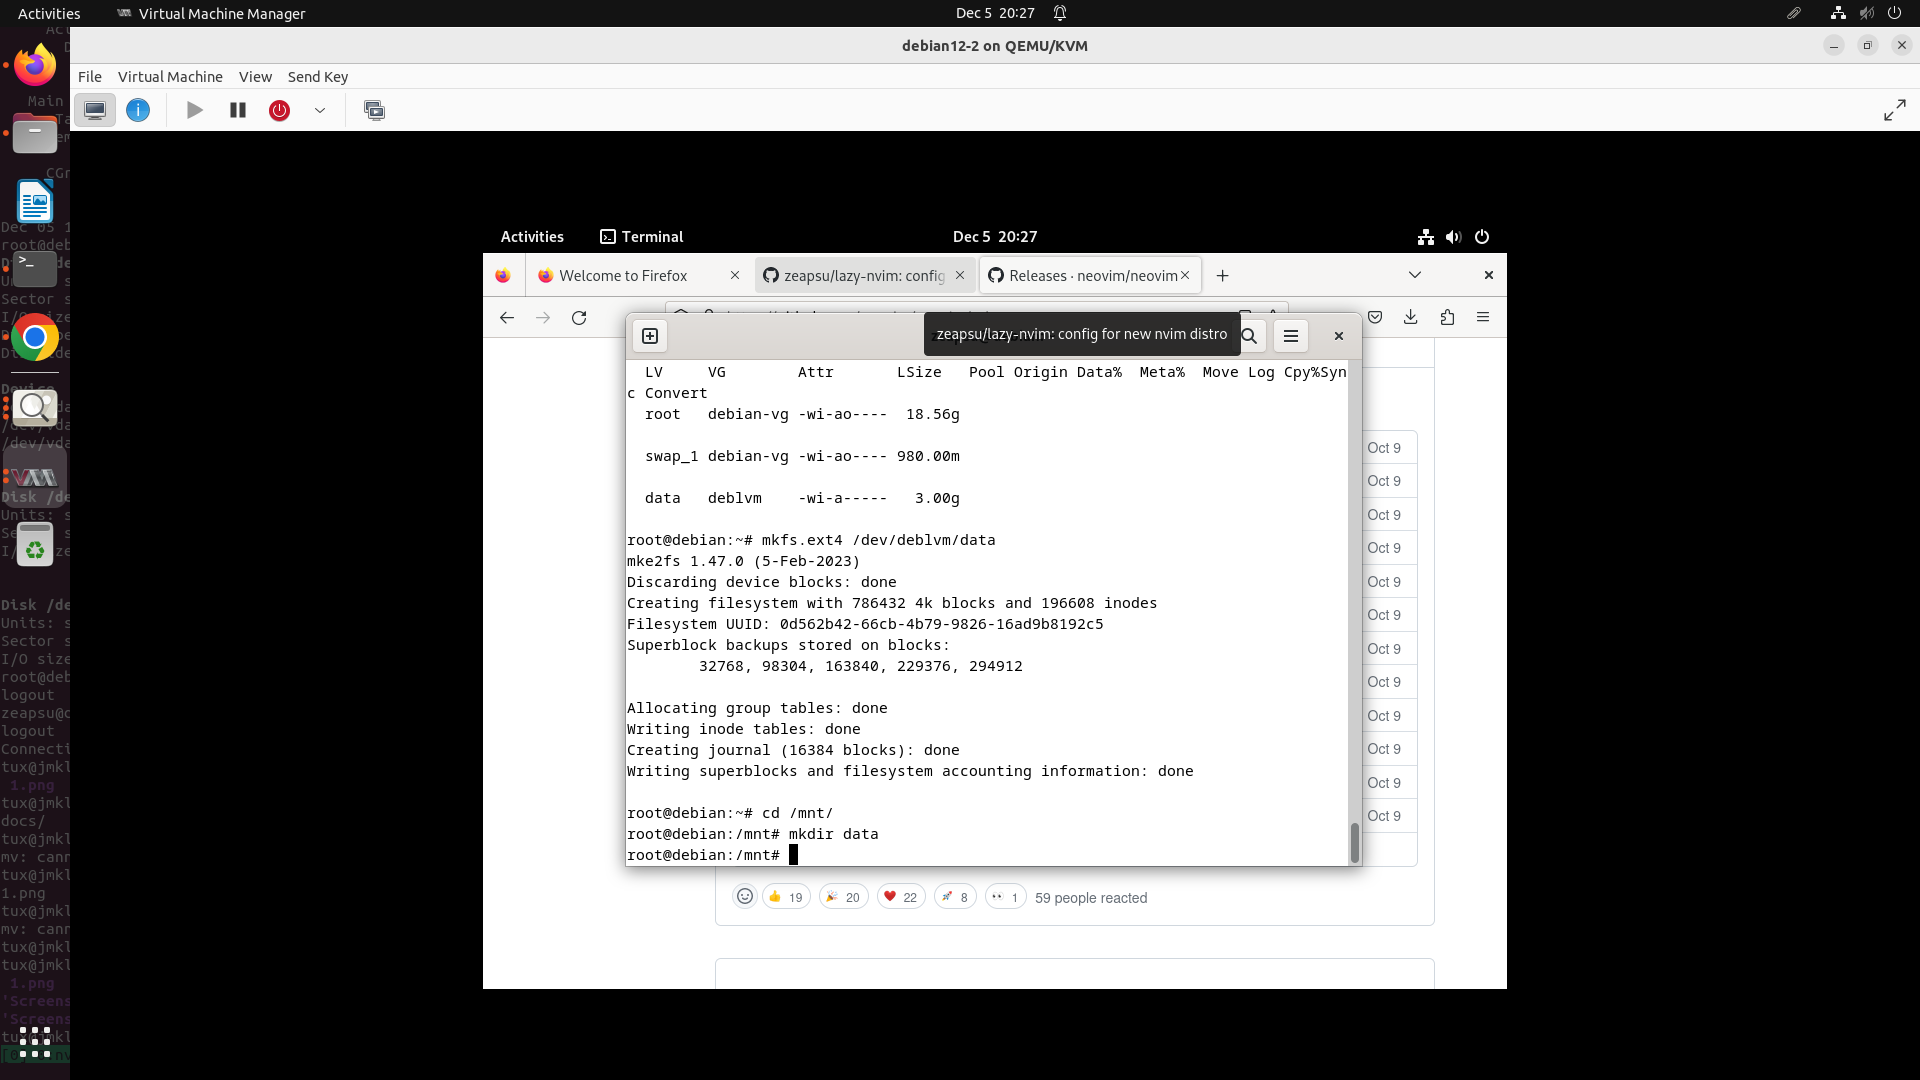 Activities
Virtual Machine Manager
Dec 5 20:27
debian12-2 on QEMU/KVM
File
Virtual Machine
View
Send Key
Main
Dec 05 1
root@deb
Sector s
Units: s
Sector s
I/O size
root@deb
logout
zeapsu@d
logout
Connecti
tux@jmkl
1.png
tux@jmkl
docs/
tux@jmkl
mv: cann
1.png
tux@jmkl
mv: cann
tux@jmkl
tux@jmkl
1.png
'Screens
'Screens
Activities
Terminal
Dec 5 20:27
Welcome to Firefox
zeapsu/lazy-nvim: config
Releases · neovim/neovim
zeapsu/lazy-nvim: config for new nvim distro
LV VG Attr LSize Pool Origin Data% Meta% Move Log Cpy%Syn
c Convert
root debian-vg -wi-ao---- 18.56g
swap_1 debian-vg -wi-ao---- 980.00m
data deblvm -wi-a----- 3.00g
root@debian:~# mkfs.ext4 /dev/deblvm/data
mke2fs 1.47.0 (5-Feb-2023)
Discarding device blocks: done
Creating filesystem with 786432 4k blocks and 196608 inodes
Filesystem UUID: 0d562b42-66cb-4b79-9826-16ad9b8192c5
Superblock backups stored on blocks:
32768, 98304, 163840, 229376, 294912
Allocating group tables: done
Writing inode tables: done
Creating journal (16384 blocks): done
Writing superblocks and filesystem accounting information: done
root@debian:~# cd /mnt/
root@debian:/mnt# mkdir data
root@debian:/mnt#
Oct 9
Oct 9
Oct 9
Oct 9
Oct 9
Oct 9
Oct 9
Oct 9
Oct 9
Oct 9
Oct 9
Oct 9
19
20
22
8
1
59 people reacted